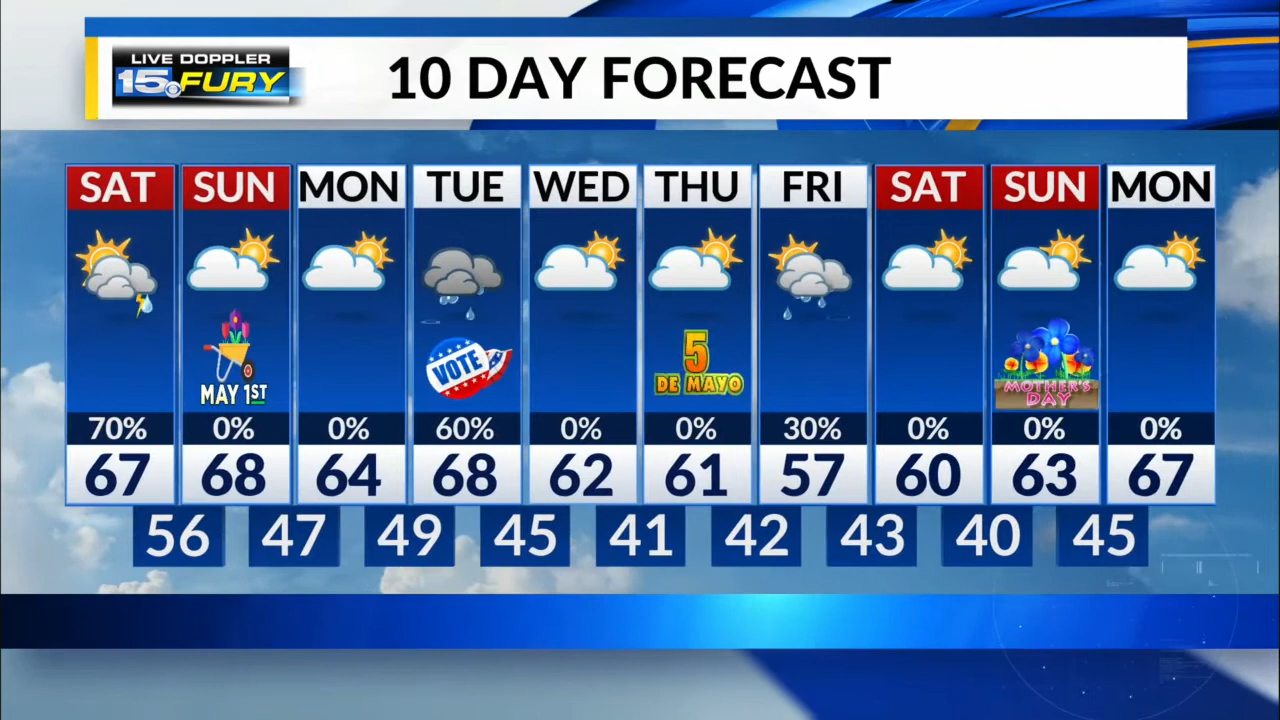 LIVE DOPPLER
15 FURY
10 DAY FORECAST
SAT SUN MON TUE WED THU FRI SAT SUN MON
MAY 1ST
VOTE
5
DE MAYO
MOTHER'S
DAY
70% 0% 0% 60% 0% 0% 30% 0% 0% 0%
67 68 64 68 62 61 57 60 63 67
56 47 49 45 41 42 43 40 45